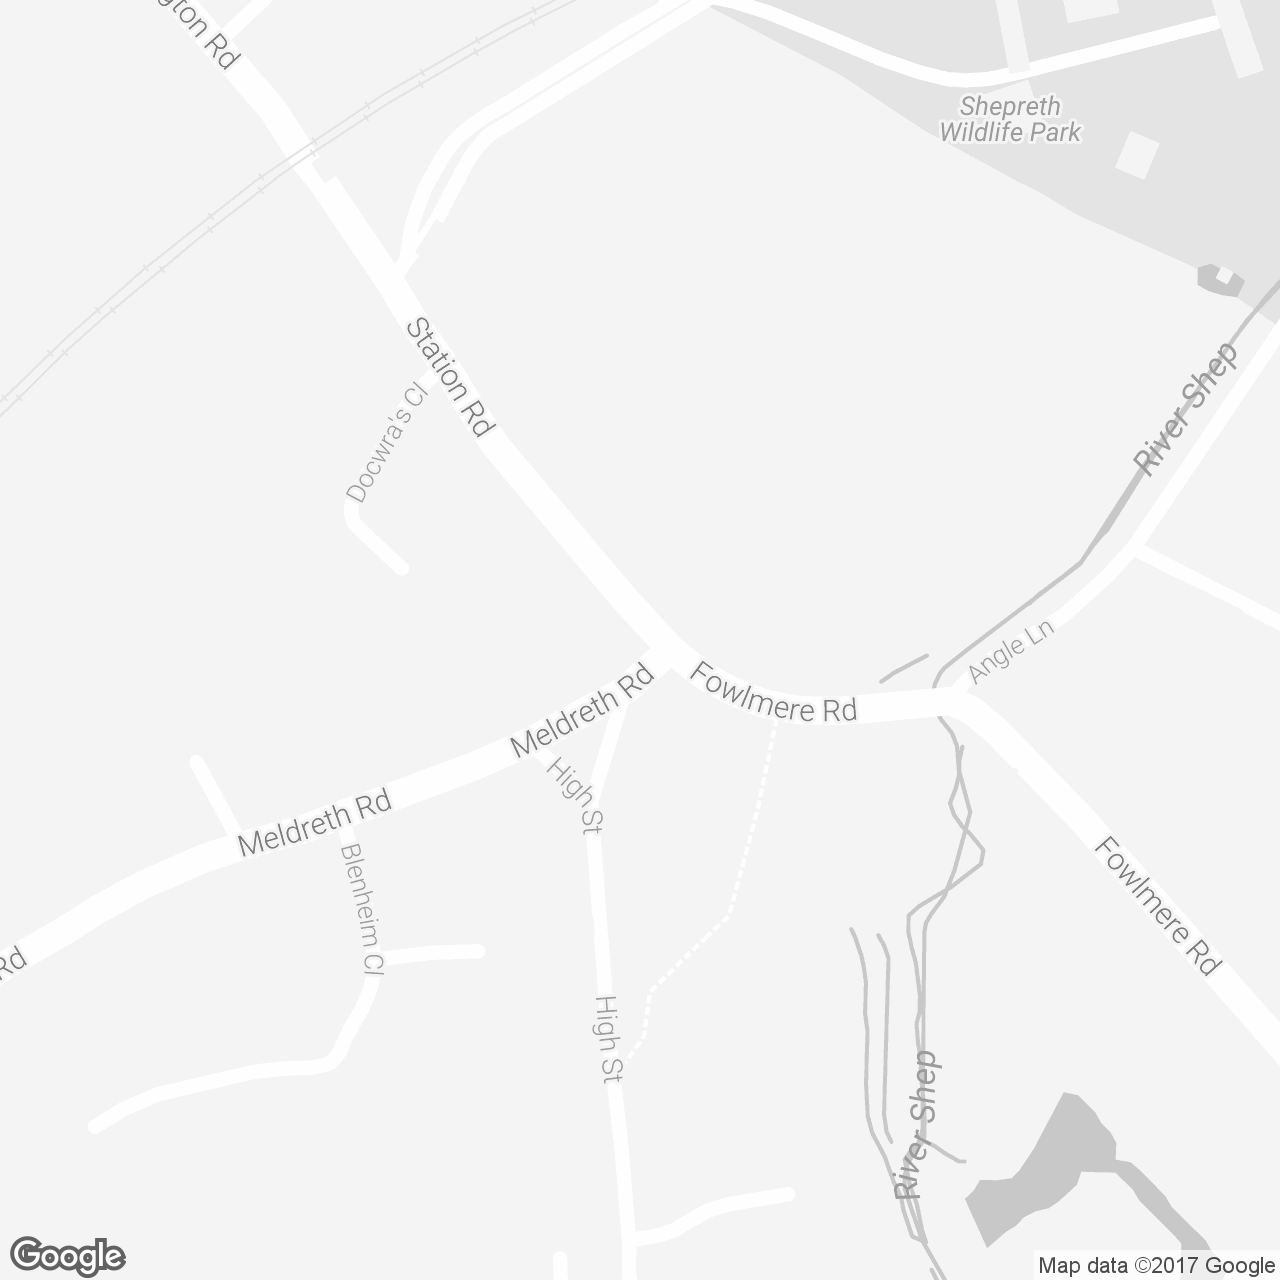 Rd
Shepreth
Wildlife Park
Station Rd
Docwra's Cl
River Shep
Angle Ln
Meldreth Rd
Fowlmere Rd
High St
Meldreth Rd
Blenheim Cl
Fowlmere Rd
Rd
High St
River Shep
Google
Map data ©2017 Google